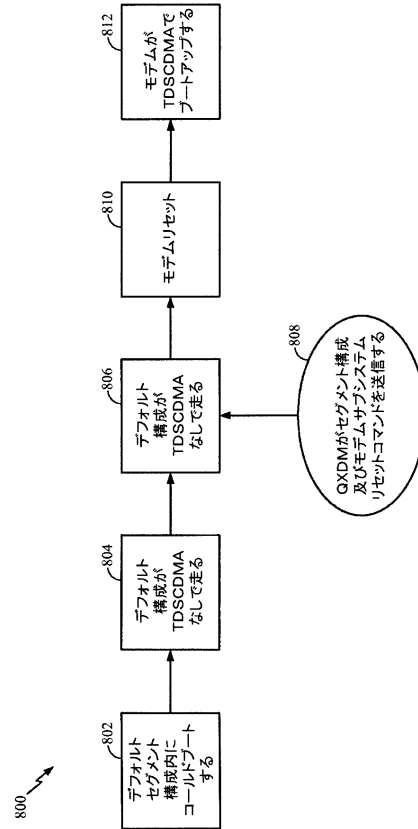 800
802
デフォルト
セグメント
構成内に
コールドブート
する
804
デフォルト
構成が
TDSCDMA
なしで走る
806
デフォルト
構成が
TDSCDMA
なしで走る
808
QXDMがセグメント構成
及びモデムサブシステム
リセットコマンドを送信する
810
モデムリセット
812
モデムが
TDSCDMAで
ブートアップする